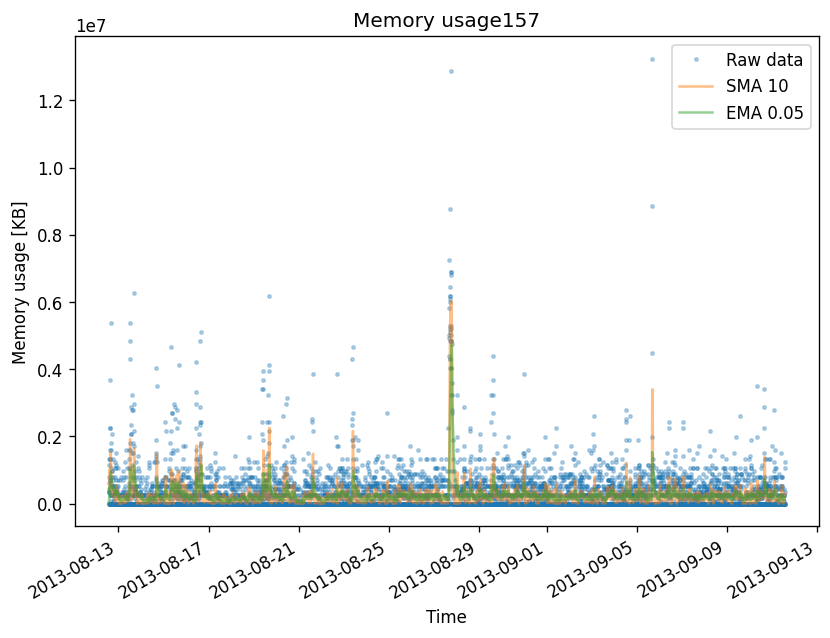 Memory usage157
1e7
Raw data
SMA 10
EMA 0.05
1.2
1.0
0.8
0.6
0.4
0.2
0.0
Memory usage [KB]
2013-08-13
2013-08-17
2013-08-21
2013-08-25
2013-08-29
2013-09-01
2013-09-05
2013-09-09
2013-09-13
Time